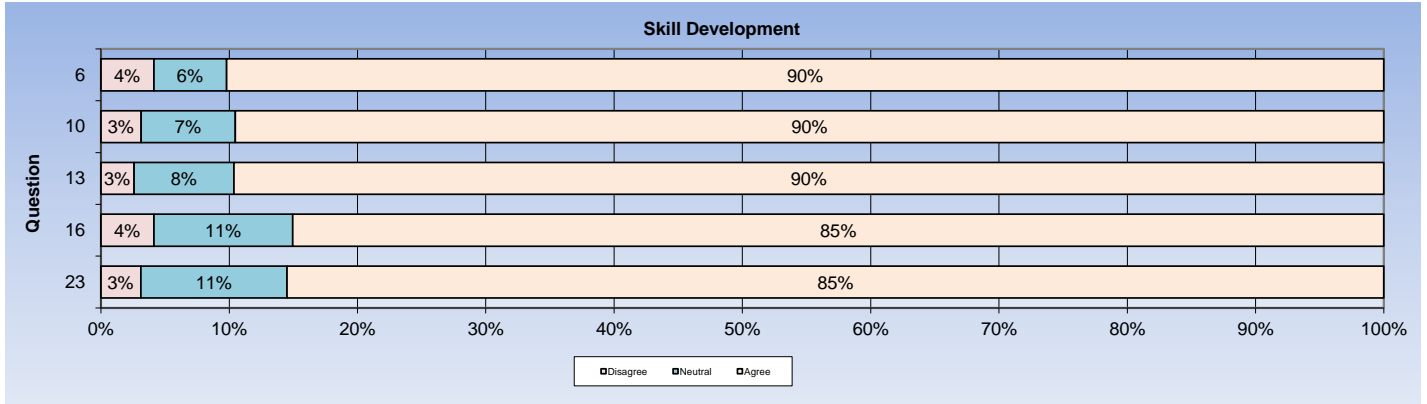 Skill Development
6 4% 6% 90%
10 3% 7% 90%
13 3% 8% 90%
16 4% 11% 85%
23 3% 11% 85%
Question
0% 10% 20% 30% 40% 50% 60% 70% 80% 90% 100%
Disagree Neutral Agree